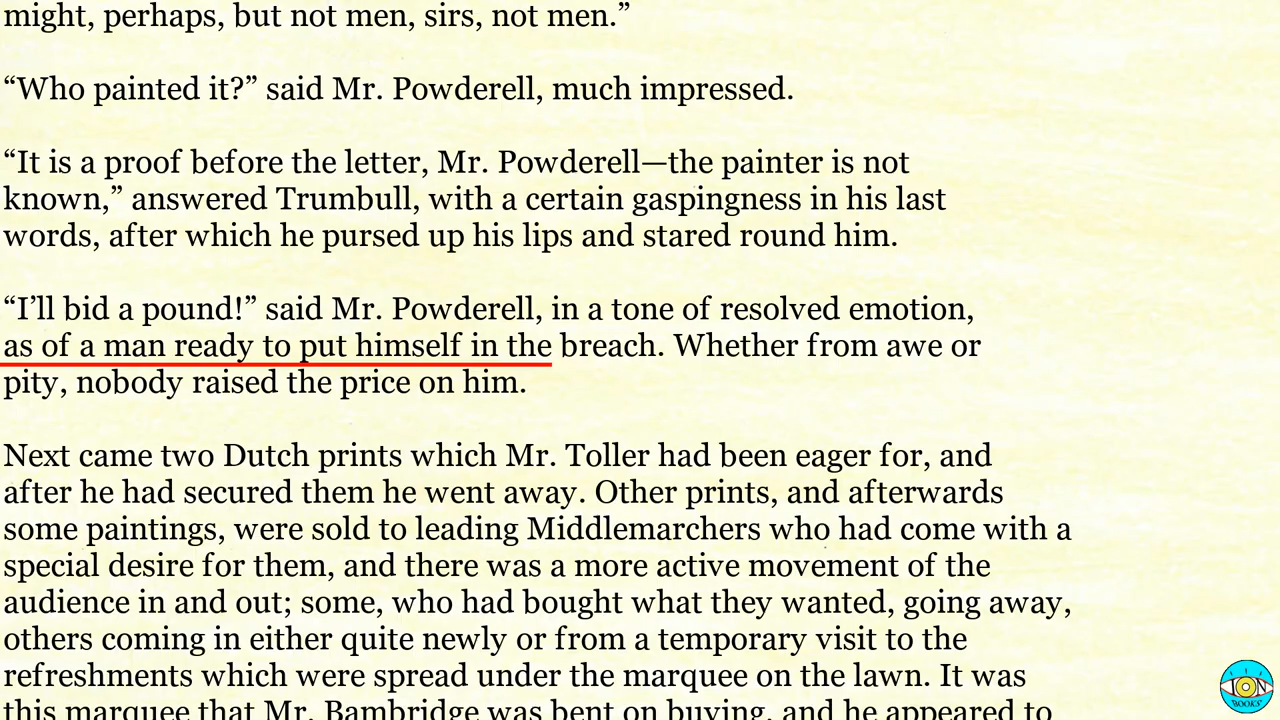 might, perhaps, but not men, sirs, not men.”
“Who painted it?” said Mr. Powderell, much impressed.
“It is a proof before the letter, Mr. Powderell—the painter is not
known,” answered Trumbull, with a certain gaspingness in his last
words, after which he pursed up his lips and stared round him.
“I’ll bid a pound!” said Mr. Powderell, in a tone of resolved emotion,
as of a man ready to put himself in the breach. Whether from awe or
pity, nobody raised the price on him.
Next came two Dutch prints which Mr. Toller had been eager for, and
after he had secured them he went away. Other prints, and afterwards
some paintings, were sold to leading Middlemarchers who had come with a
special desire for them, and there was a more active movement of the
audience in and out; some, who had bought what they wanted, going away,
others coming in either quite newly or from a temporary visit to the
refreshments which were spread under the marquee on the lawn. It was
this marquee that Mr. Bambridge was bent on buying, and he appeared to
ION
BOOKS